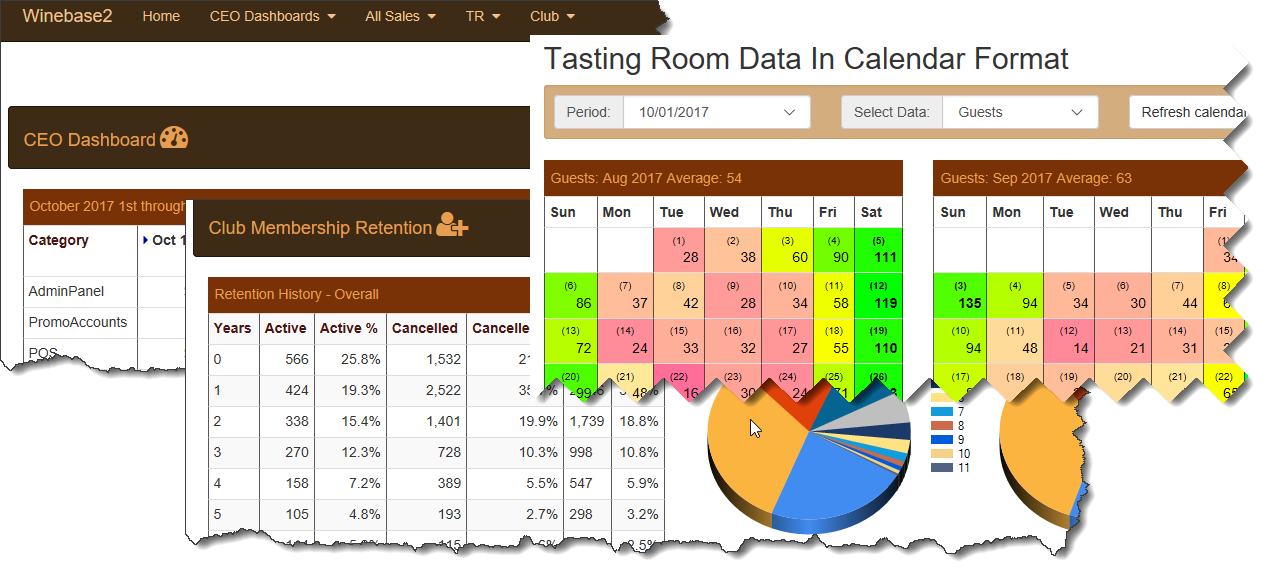 Winebase2 Home CEO Dashboards All Sales TR Club
Tasting Room Data In Calendar Format
Period: 10/01/2017 Select Data: Guests Refresh calendar
CEO Dashboard
October 2017 1st through
Category Oct 1
AdminPanel
PromoAccounts
POS
Club Membership Retention
Retention History - Overall
Years Active Active % Cancelled Cancelled
0 566 25.8% 1,532 21
1 424 19.3% 2,522
2 338 15.4% 1,401 19.9% 1,739 18.8%
3 270 12.3% 728 10.3% 998 10.8%
4 158 7.2% 389 5.5% 547 5.9%
5 105 4.8% 193 2.7% 298 3.2%
Guests: Aug 2017 Average: 54
Sun Mon Tue Wed Thu Fri Sat
(1) (2) (3) (4) (5)
28 38 60 90 111
(6) (7) (8) (9) (10) (11) (12)
86 37 42 28 34 58 119
(13) (14) (15) (16) (17) (18) (19)
72 24 33 32 27 55 110
(20) (21) (22) (23) (24) (25) (26)
99 48 16 30 24 71
Guests: Sep 2017 Average: 63
Sun Mon Tue Wed Thu Fri
(1)
34
(3) (4) (5) (6) (7) (8)
135 94 34 30 44
(10) (11) (12) (13) (14) (15)
94 48 14 21 31
(17) (18) (19) (20) (21) (22)
7
8
9
10
11